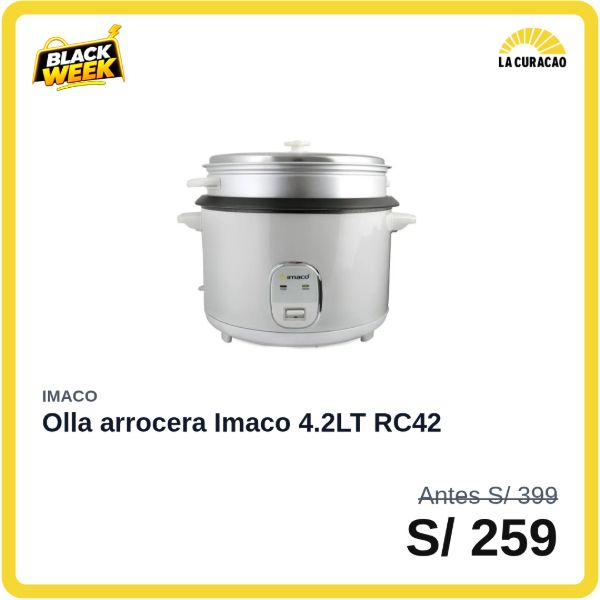 BLACK
WEEK
LA CURACAO
imaco
IMACO
Olla arrocera Imaco 4.2LT RC42
Antes S/ 399
S/ 259